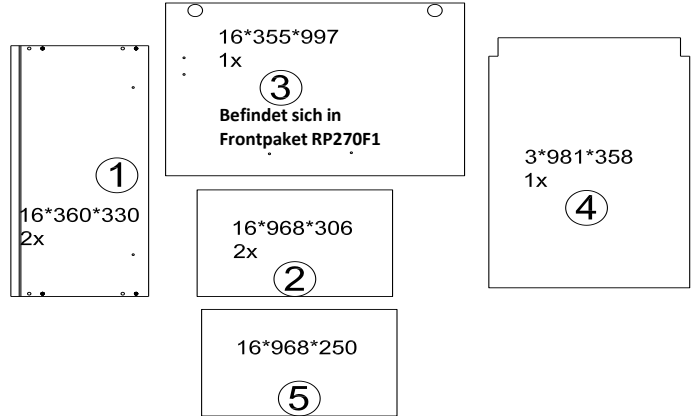 16*355*997
1x
3
Befindet sich in
Frontpaket RP270F1
1
16*360*330
2x
16*968*306
2x
2
3*981*358
1x
4
16*968*250
5